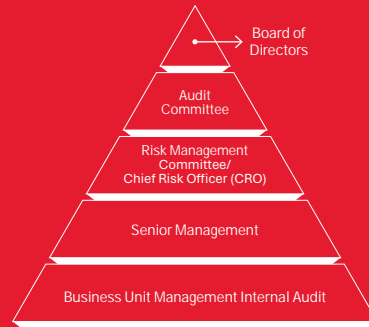 Board of
Directors
Audit
Committee
Risk Management
Committee/
Chief Risk Officer (CRO)
Senior Management
Business Unit Management Internal Audit